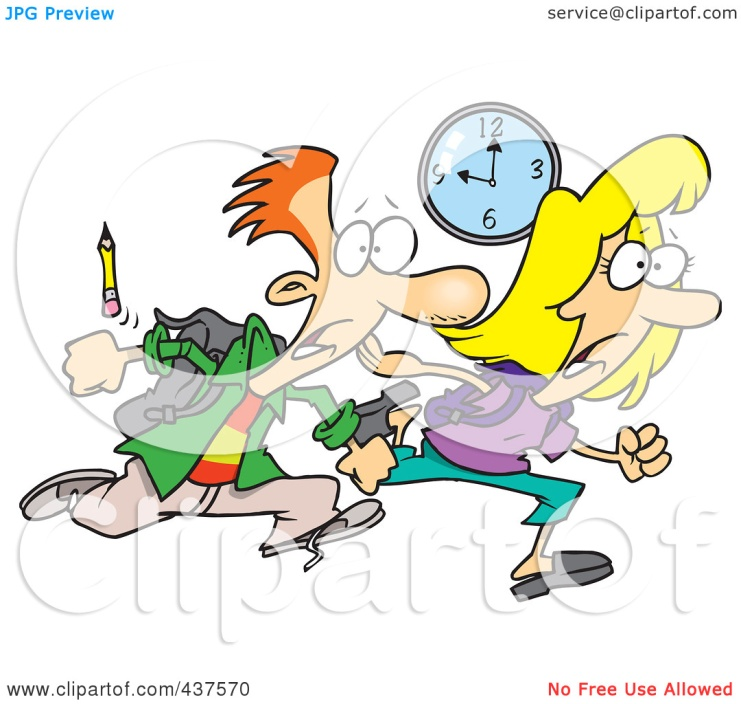 JPG Preview
service@clipartof.com
12
9 3
6
clipartof
www.clipartof.com 437570
No Free Use Allowed